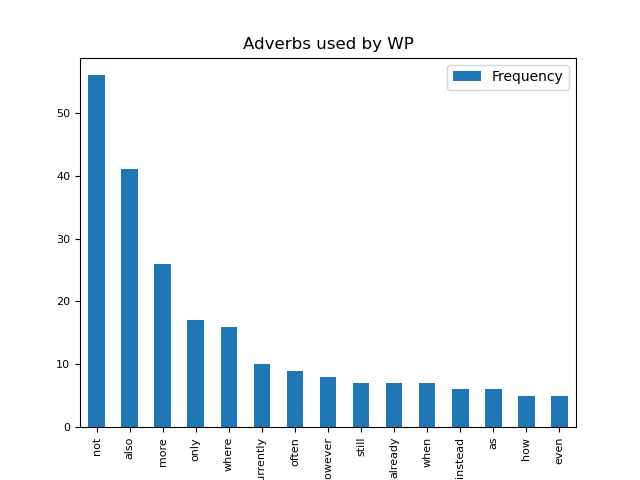 Adverbs used by WP
Frequency
50
40
30
20
10
0
not
also
more
only
where
urrently
often
owever
still
already
when
instead
as
how
even